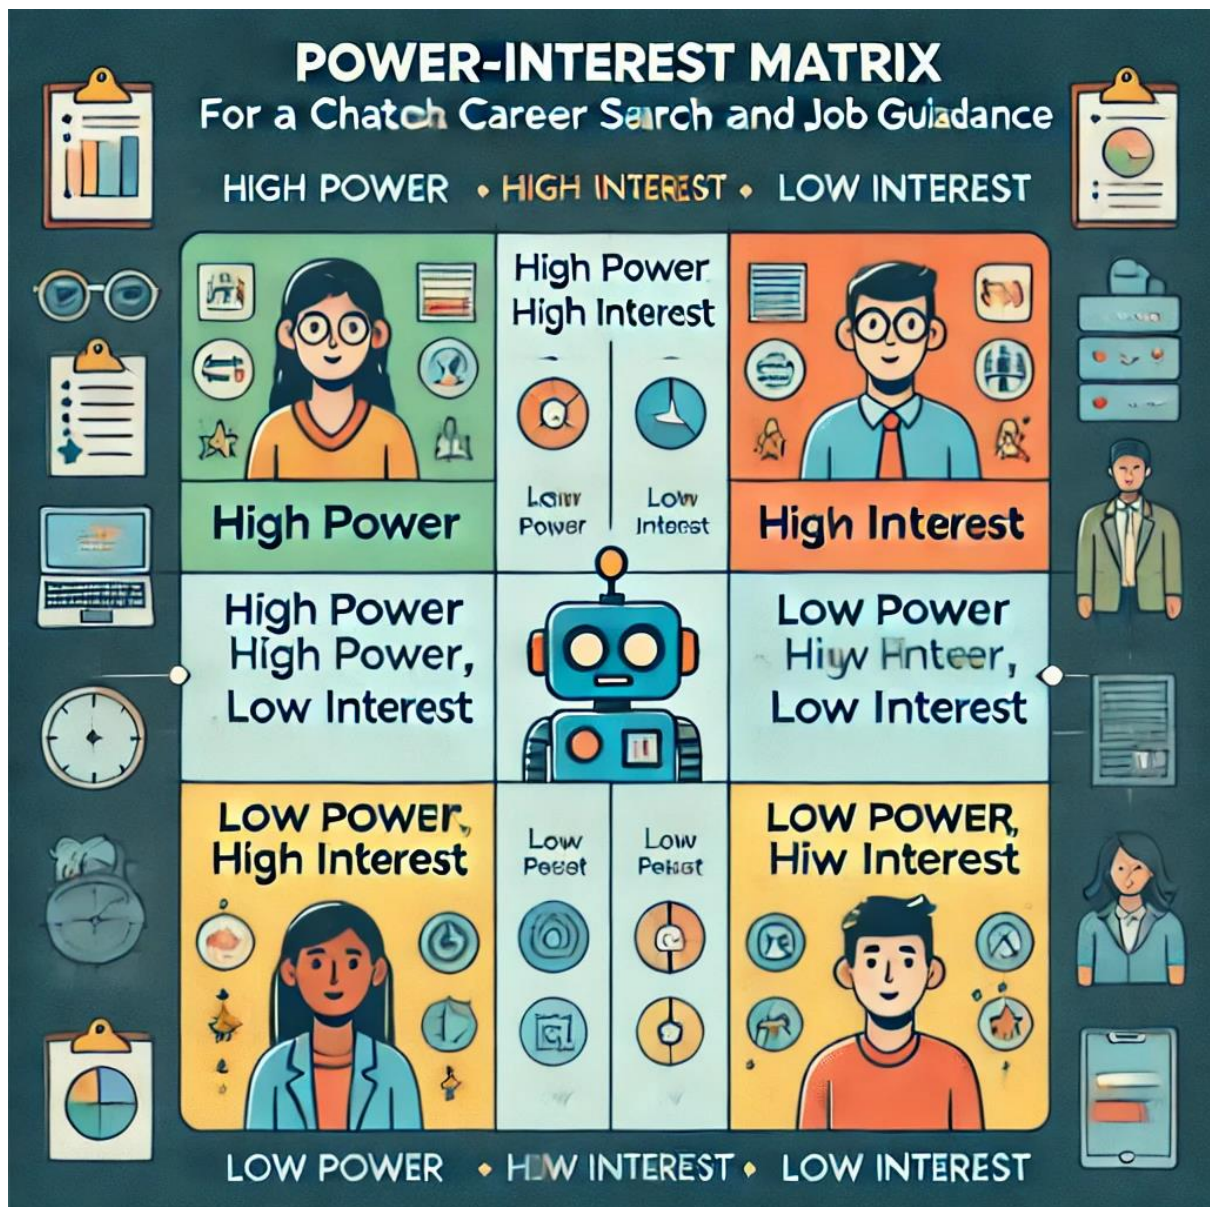 POWER-INTEREST MATRIX
For a Chatch Career Search and Job Guiadance
HIGH POWER • HIGH INTEREST • LOW INTEREST
High Power
High Interest
Power
Low
Interest
High Power
High Interest
High Power
High Power,
Low Interest
Low Power
Low Interest
LOW POWER,
High Interest
Low
Low
LOW POWER,
Hiw Interest
LOW POWER • INTEREST • LOW INTEREST